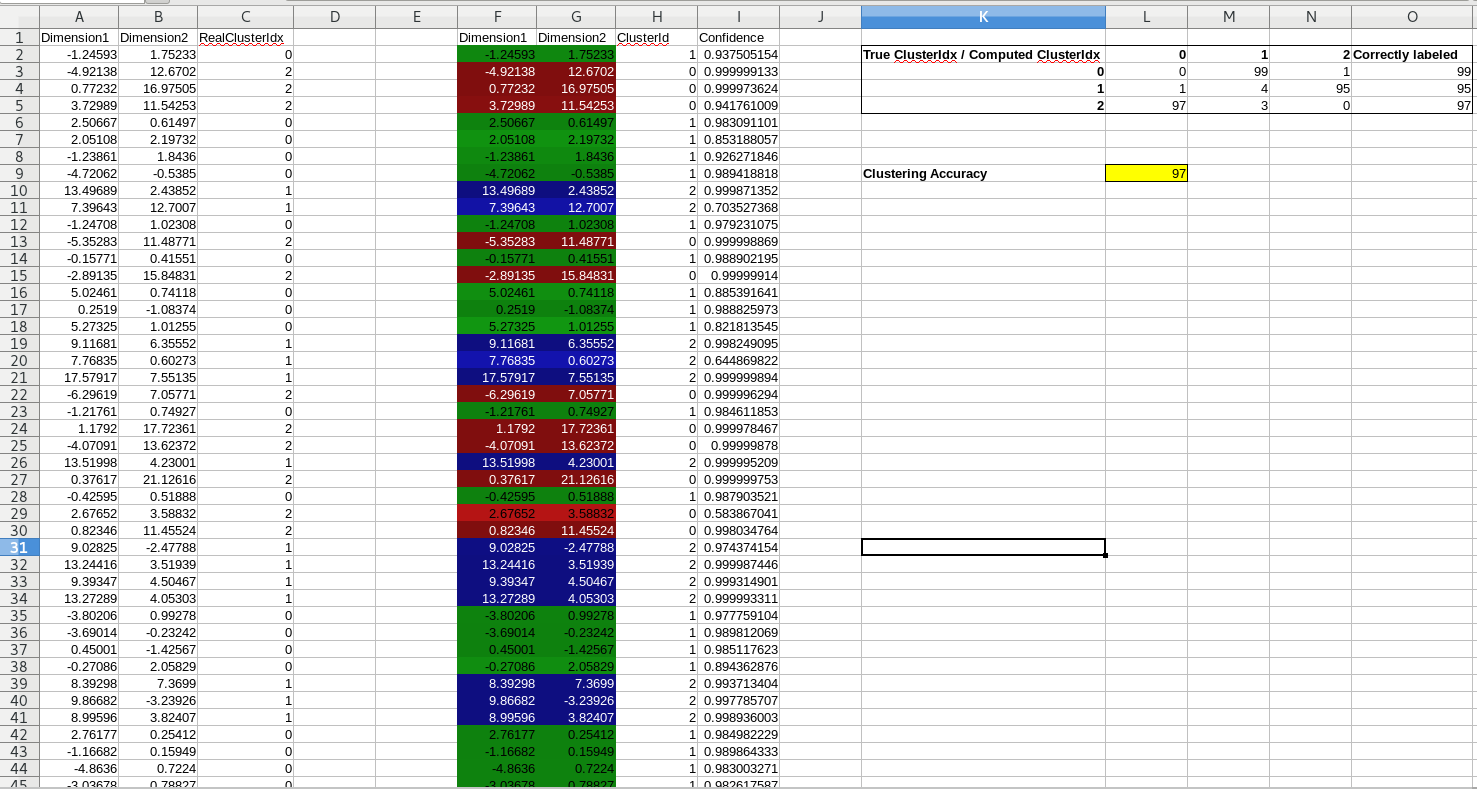 A B C D E F G H I J K L M N O
1 Dimension1 Dimension2 RealClusterIdx Dimension1 Dimension2 ClusterId Confidence
2 -1.24593 1.75233 0 -1.24593 1.75233 1 0.937505154 True ClusterIdx / Computed ClusterIdx 0 1 2 Correctly labeled
3 -4.92138 12.6702 2 -4.92138 12.6702 0 0.999999133 0 0 99 1 99
4 0.77232 16.97505 2 0.77232 16.97505 0 0.999973624 1 1 4 95 95
5 3.72989 11.54253 2 3.72989 11.54253 0 0.941761009 2 97 3 0 97
6 2.50667 0.61497 0 2.50667 0.61497 1 0.983091101
7 2.05108 2.19732 0 2.05108 2.19732 1 0.853188057
8 -1.23861 1.8436 0 -1.23861 1.8436 1 0.926271846
9 -4.72062 -0.5385 0 -4.72062 -0.5385 1 0.989418818 Clustering Accuracy 97
10 13.49689 2.43852 1 13.49689 2.43852 2 0.999871352
11 7.39643 12.7007 1 7.39643 12.7007 2 0.703527368
12 -1.24708 1.02308 0 -1.24708 1.02308 1 0.979231075
13 -5.35283 11.48771 2 -5.35283 11.48771 0 0.999998869
14 -0.15771 0.41551 0 -0.15771 0.41551 1 0.988902195
15 -2.89135 15.84831 2 -2.89135 15.84831 0 0.99999914
16 5.02461 0.74118 0 5.02461 0.74118 1 0.885391641
17 0.2519 -1.08374 0 0.2519 -1.08374 1 0.988825973
18 5.27325 1.01255 0 5.27325 1.01255 1 0.821813545
19 9.11681 6.35552 1 9.11681 6.35552 2 0.998249095
20 7.76835 0.60273 1 7.76835 0.60273 2 0.644869822
21 17.57917 7.55135 1 17.57917 7.55135 2 0.999999894
22 -6.29619 7.05771 2 -6.29619 7.05771 0 0.999996294
23 -1.21761 0.74927 0 -1.21761 0.74927 1 0.984611853
24 1.1792 17.72361 2 1.1792 17.72361 0 0.999978467
25 -4.07091 13.62372 2 -4.07091 13.62372 0 0.99999878
26 13.51998 4.23001 1 13.51998 4.23001 2 0.999995209
27 0.37617 21.12616 2 0.37617 21.12616 0 0.999999753
28 -0.42595 0.51888 0 -0.42595 0.51888 1 0.987903521
29 2.67652 3.58832 2 2.67652 3.58832 0 0.583867041
30 0.82346 11.45524 2 0.82346 11.45524 0 0.998034764
31 9.02825 -2.47788 1 9.02825 -2.47788 2 0.974374154
32 13.24416 3.51939 1 13.24416 3.51939 2 0.999987446
33 9.39347 4.50467 1 9.39347 4.50467 2 0.999314901
34 13.27289 4.05303 1 13.27289 4.05303 2 0.999993311
35 -3.80206 0.99278 0 -3.80206 0.99278 1 0.977759104
36 -3.69014 -0.23242 0 -3.69014 -0.23242 1 0.989812069
37 0.45001 -1.42567 0 0.45001 -1.42567 1 0.985117623
38 -0.27086 2.05829 0 -0.27086 2.05829 1 0.894362876
39 8.39298 7.3699 1 8.39298 7.3699 2 0.993713404
40 9.86682 -3.23926 1 9.86682 -3.23926 2 0.997785707
41 8.99596 3.82407 1 8.99596 3.82407 2 0.998936003
42 2.76177 0.25412 0 2.76177 0.25412 1 0.984982229
43 -1.16682 0.15949 0 -1.16682 0.15949 1 0.989864333
44 -4.8636 0.7224 0 -4.8636 0.7224 1 0.983003271
45 -3.03678 0.78827 0 -3.03678 0.78827 1 0.982617587